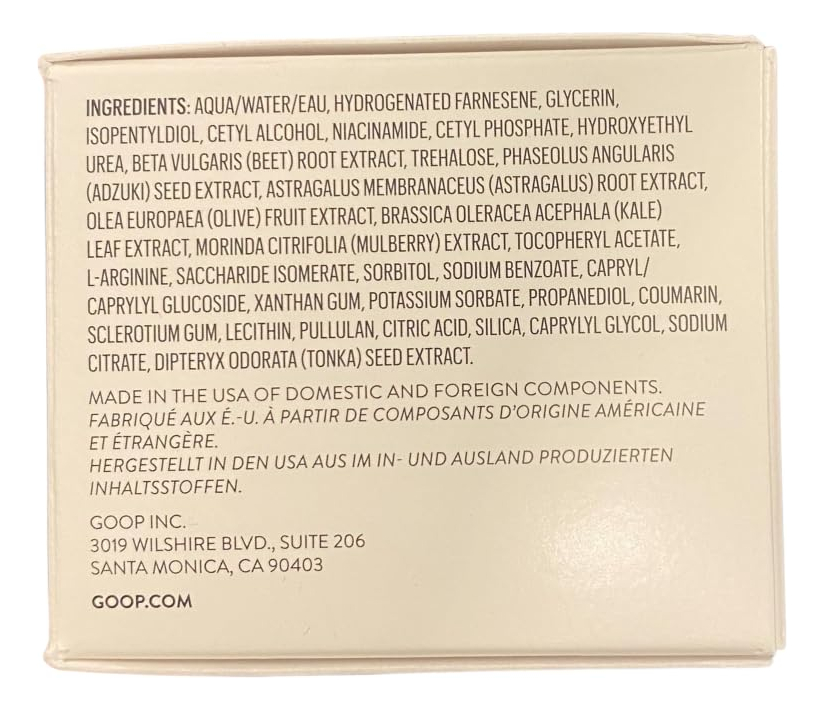 INGREDIENTS: AQUA/WATER/EAU, HYDROGENATED FARNESENE, GLYCERIN,
ISOPENTYLDIOL, CETYL ALCOHOL, NIACINAMIDE, CETYL PHOSPHATE, HYDROXYETHYL
UREA, BETA VULGARIS (BEET) ROOT EXTRACT, TREHALOSE, PHASEOLUS ANGULARIS
(ADZUKI) SEED EXTRACT, ASTRAGALUS MEMBRANACEUS (ASTRAGALUS) ROOT EXTRACT,
OLEA EUROPAEA (OLIVE) FRUIT EXTRACT, BRASSICA OLERACEA ACEPHALA (KALE)
LEAF EXTRACT, MORINDA CITRIFOLIA (MULBERRY) EXTRACT, TOCOPHERYL ACETATE,
L-ARGININE, SACCHARIDE ISOMERATE, SORBITOL, SODIUM BENZOATE, CAPRYL/
CAPRYLYL GLUCOSIDE, XANTHAN GUM, POTASSIUM SORBATE, PROPANEDIOL, COUMARIN,
SCLEROTIUM GUM, LECITHIN, PULLULAN, CITRIC ACID, SILICA, CAPRYLYL GLYCOL, SODIUM
CITRATE, DIPTERYX ODORATA (TONKA) SEED EXTRACT.
MADE IN THE USA OF DOMESTIC AND FOREIGN COMPONENTS.
FABRIQUÉ AUX É.-U. À PARTIR DE COMPOSANTS D'ORIGINE AMÉRICAINE
ET ÉTRANGÈRE.
HERGESTELLT IN DEN USA AUS IM IN- UND AUSLAND PRODUZIERTEN
INHALTSSTOFFEN.
GOOP INC.
3019 WILSHIRE BLVD., SUITE 206
SANTA MONICA, CA 90403
GOOP.COM